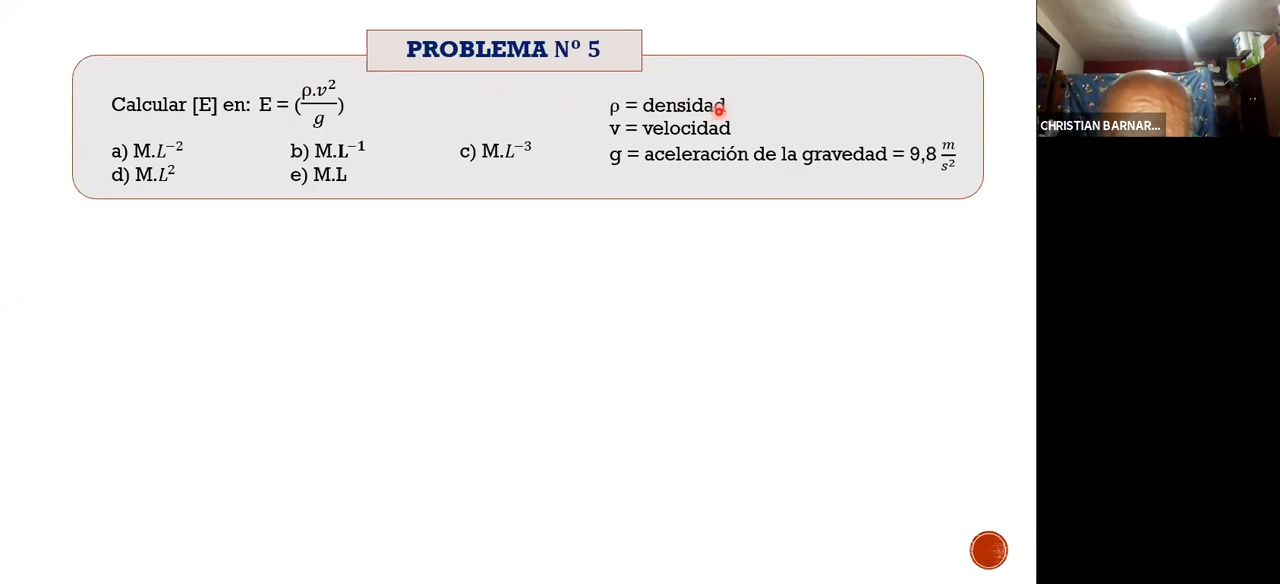 PROBLEMA Nº 5
Calcular [E] en: E = (ρ.v²/g)
a) M.L⁻² b) M.L⁻¹ c) M.L⁻³
d) M.L² e) M.L
ρ = densidad
v = velocidad
g = aceleración de la gravedad = 9,8 m/s²
CHRISTIAN BARNAR...